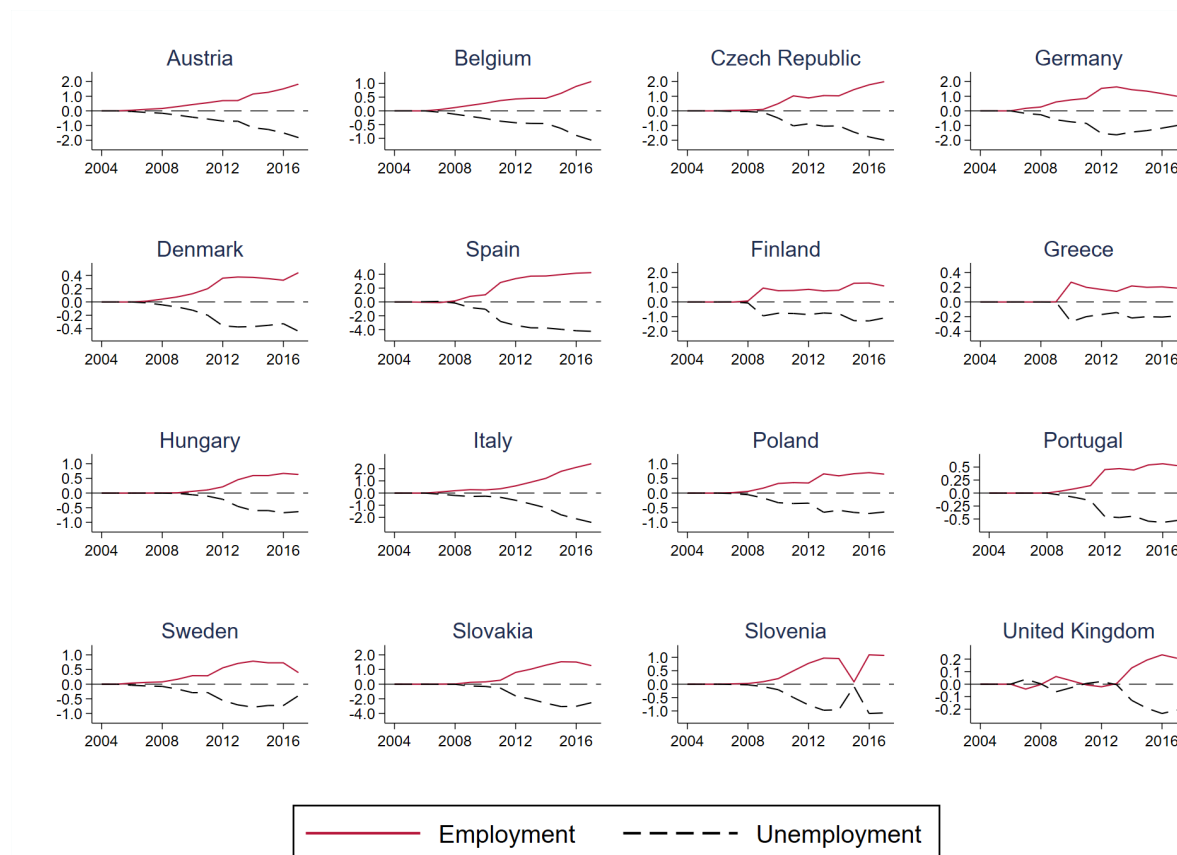 Austria
2.0
1.0
0.0
-1.0
-2.0
2004 2008 2012 2016
Belgium
1.0
0.5
0.0
-0.5
-1.0
2004 2008 2012 2016
Czech Republic
2.0
1.0
0.0
-1.0
-2.0
2004 2008 2012 2016
Germany
2.0
1.0
0.0
-1.0
-2.0
2004 2008 2012 2016
Denmark
0.4
0.2
0.0
-0.2
-0.4
2004 2008 2012 2016
Spain
4.0
2.0
0.0
-2.0
-4.0
2004 2008 2012 2016
Finland
2.0
1.0
0.0
-1.0
-2.0
2004 2008 2012 2016
Greece
0.4
0.2
0.0
-0.2
-0.4
2004 2008 2012 2016
Hungary
1.0
0.5
0.0
-0.5
-1.0
2004 2008 2012 2016
Italy
2.0
1.0
0.0
-1.0
-2.0
2004 2008 2012 2016
Poland
1.0
0.5
0.0
-0.5
-1.0
2004 2008 2012 2016
Portugal
0.5
0.25
0.0
-0.25
-0.5
2004 2008 2012 2016
Sweden
1.0
0.5
0.0
-0.5
-1.0
2004 2008 2012 2016
Slovakia
2.0
1.0
0.0
-2.0
-4.0
2004 2008 2012 2016
Slovenia
1.0
0.5
0.0
-0.5
-1.0
2004 2008 2012 2016
United Kingdom
0.2
0.1
0.0
-0.1
-0.2
2004 2008 2012 2016
Employment Unemployment